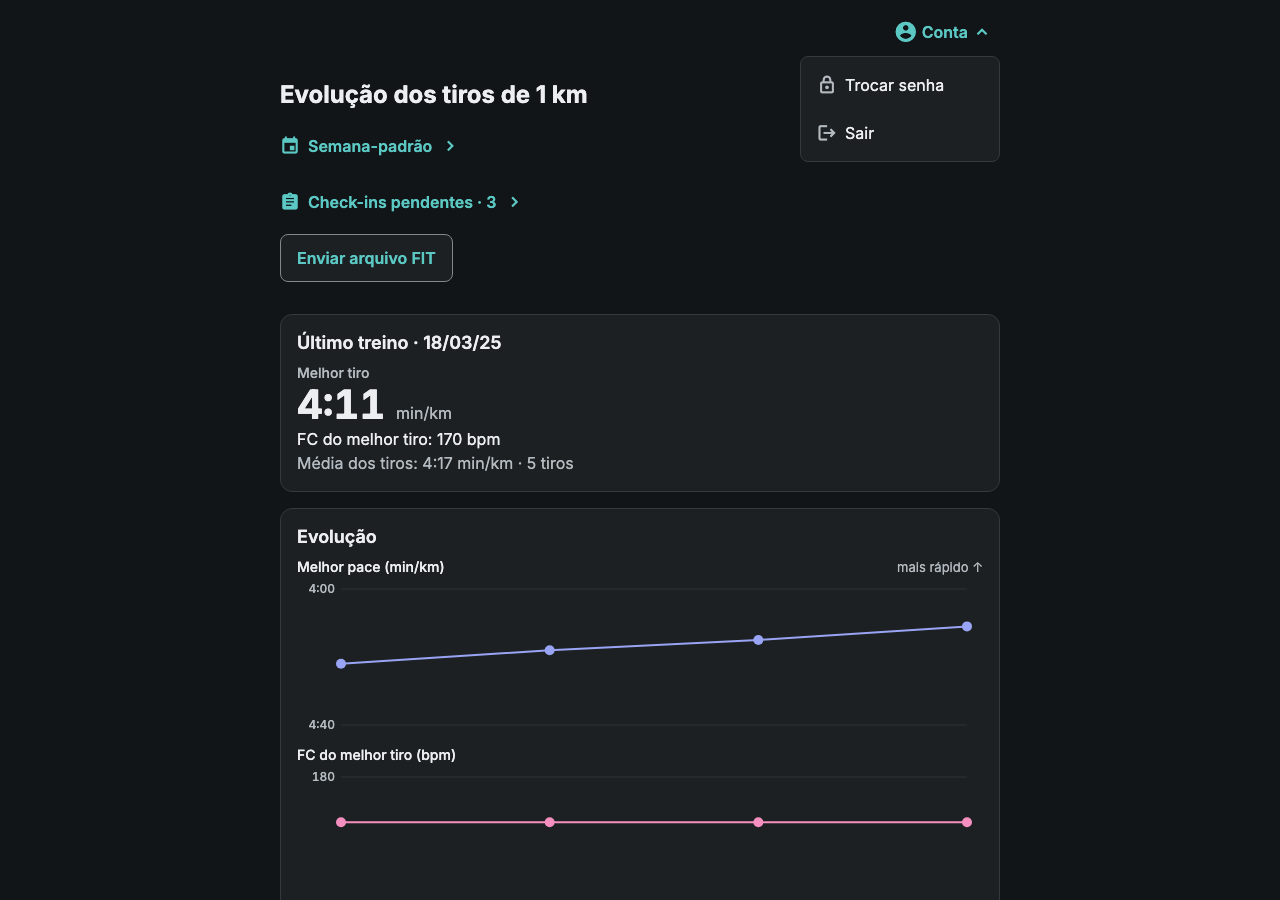 Conta
Trocar senha
Sair
Evolução dos tiros de 1 km
Semana-padrão
Check-ins pendentes · 3
Enviar arquivo FIT
Último treino · 18/03/25
Melhor tiro
4:11 min/km
FC do melhor tiro: 170 bpm
Média dos tiros: 4:17 min/km · 5 tiros
Evolução
Melhor pace (min/km) mais rápido ↑
4:00
4:40
FC do melhor tiro (bpm)
180